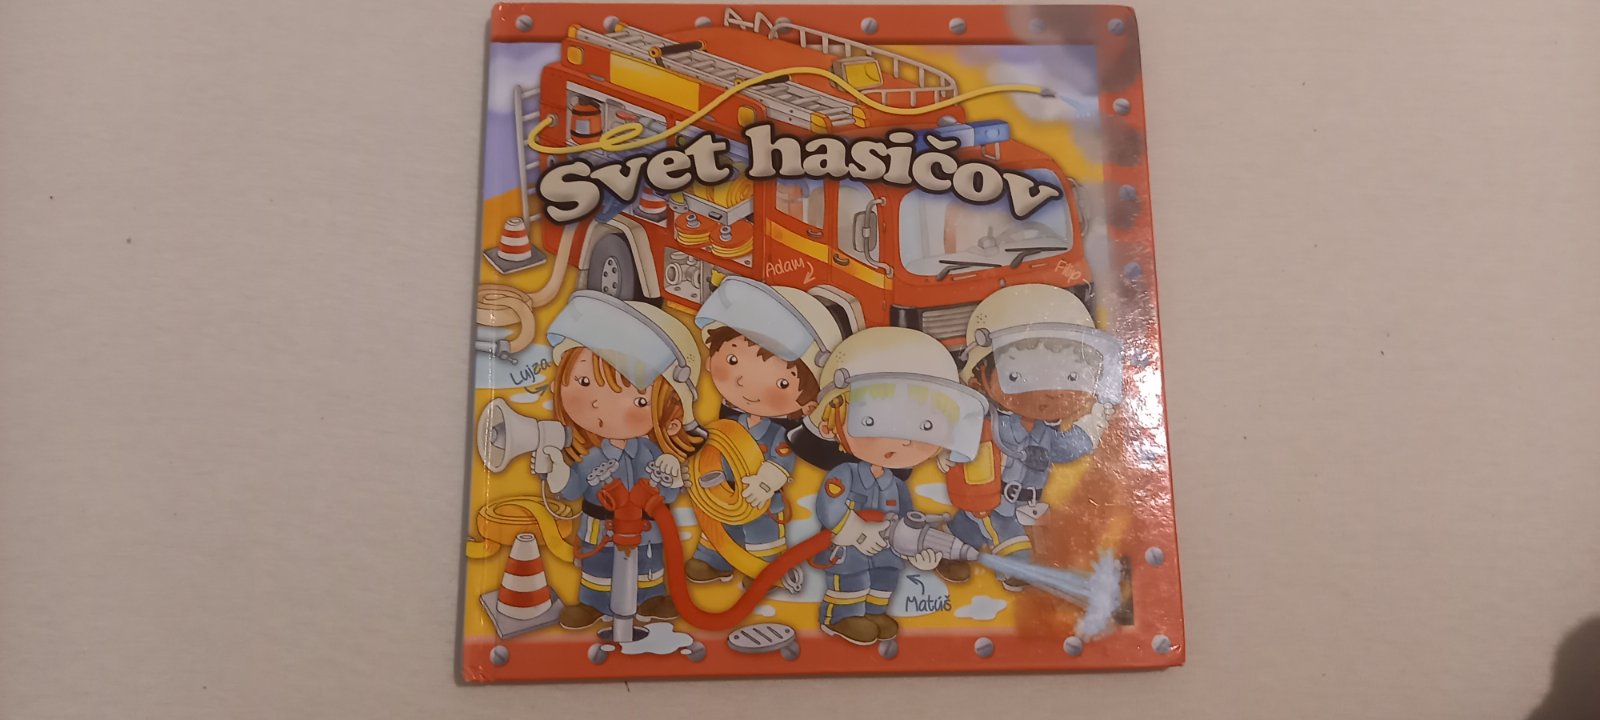 Svet hasičov
Adam
Filip
Lujza
Matúš